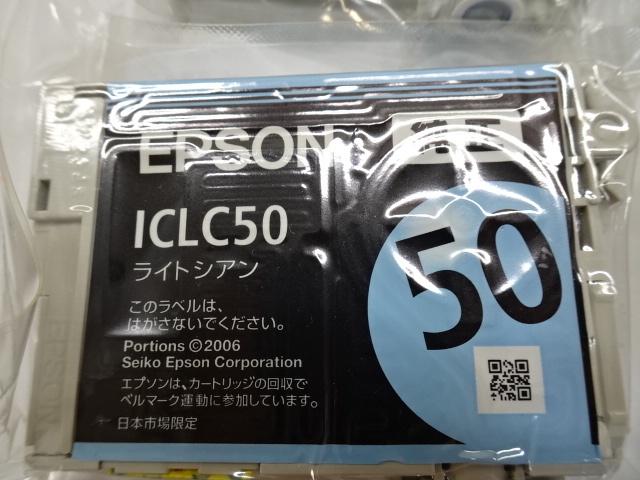 EPSON 純正
ICLC50
ライトシアン
50
このラベルは、
はがさないでください。
Portions ©2006
Seiko Epson Corporation
エプソンは、カートリッジの回収で
ベルマーク運動に参加しています。
日本市場限定